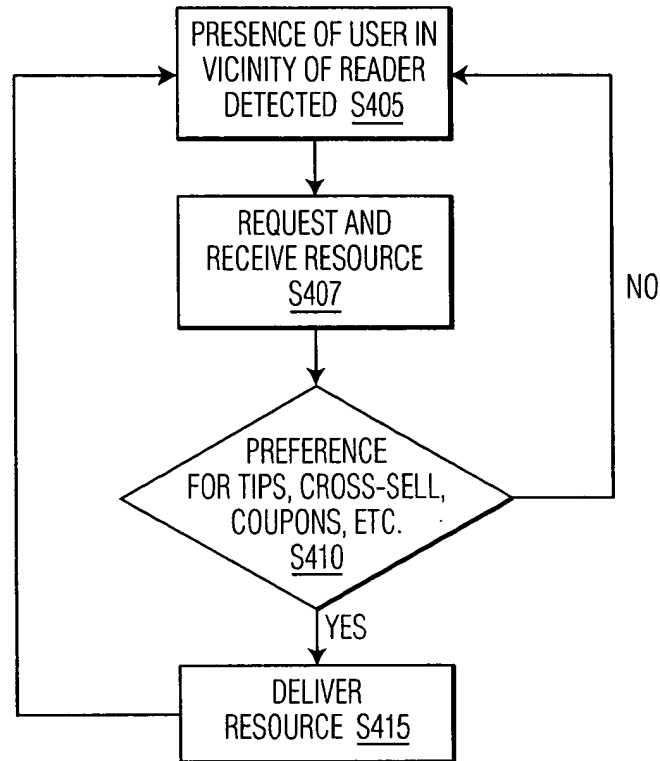 PRESENCE OF USER IN
VICINITY OF READER
DETECTED S405
REQUEST AND
RECEIVE RESOURCE
S407
NO
PREFERENCE
FOR TIPS, CROSS-SELL,
COUPONS, ETC.
S410
YES
DELIVER
RESOURCE S415